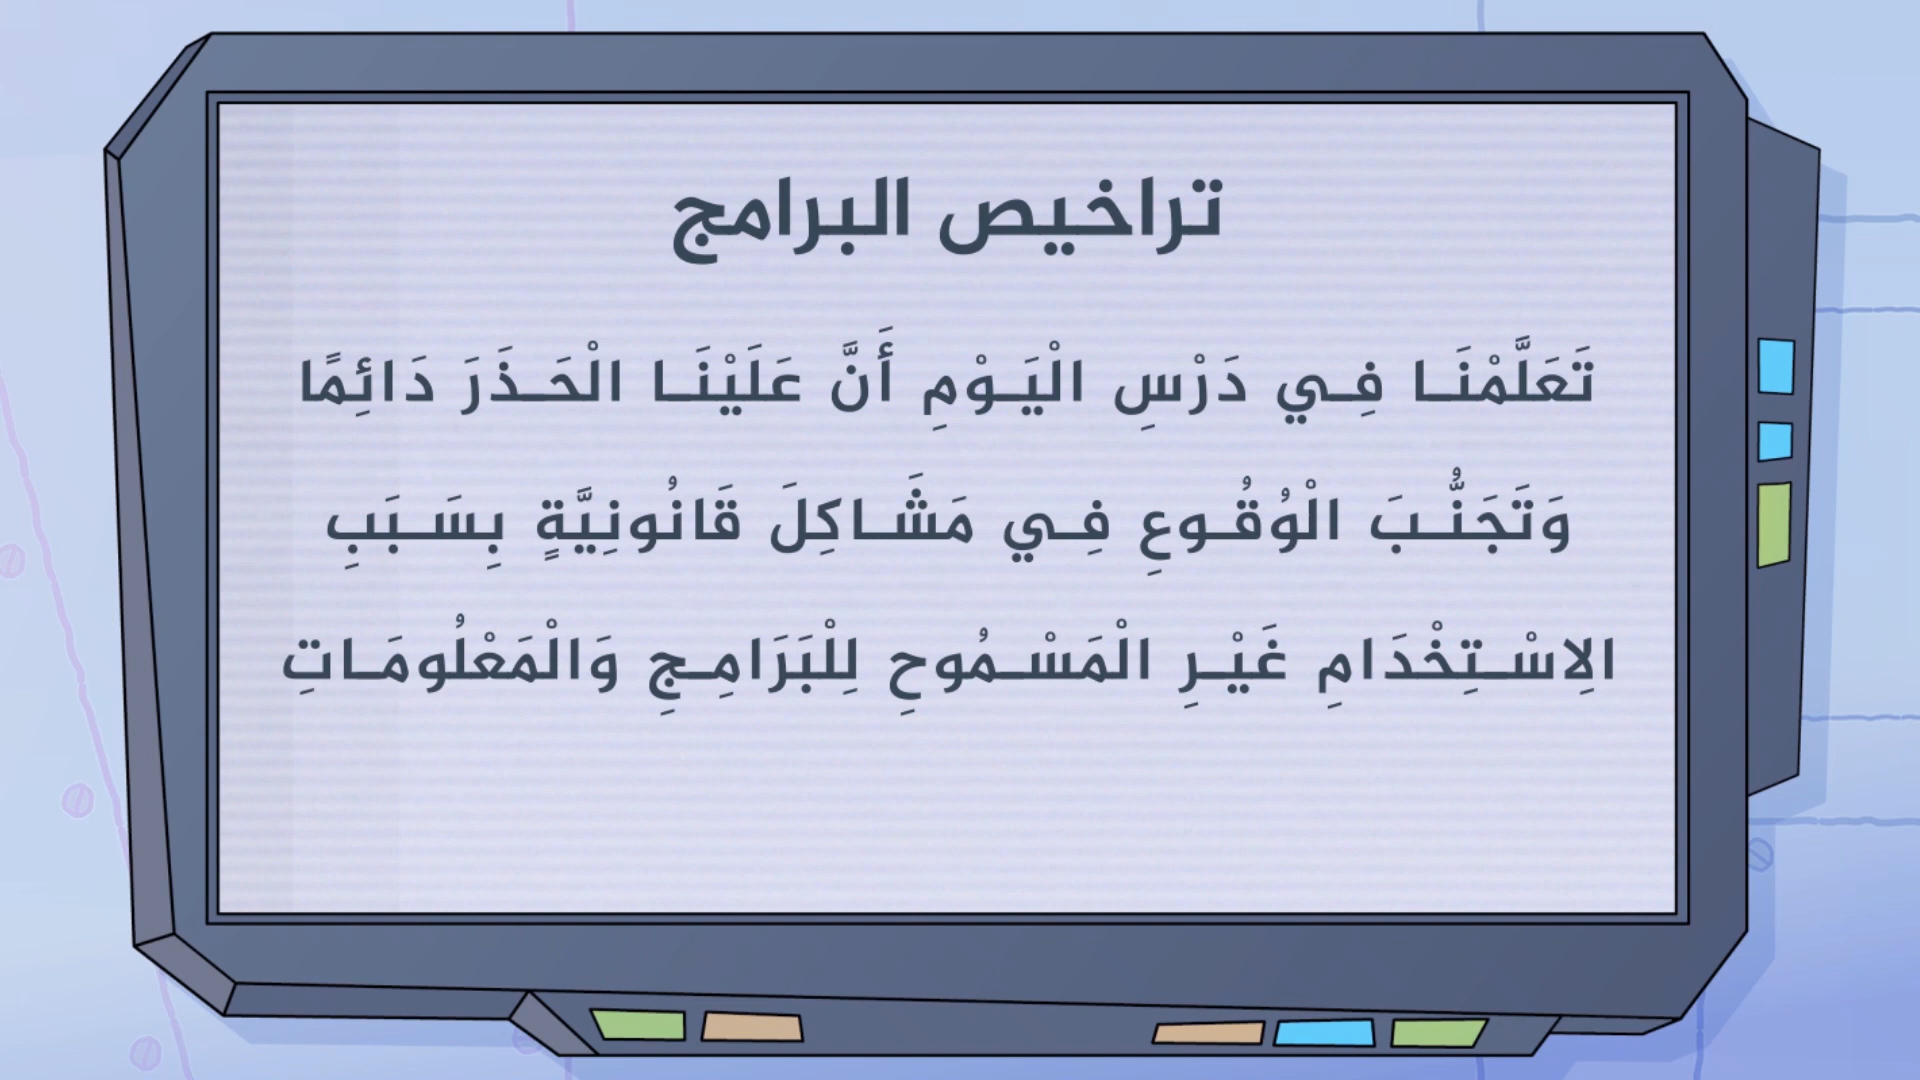 تراخيص البرامج
تَعَلَّمْنَا فِي دَرْسِ الْيَوْمِ أَنَّ عَلَيْنَا الْحَذَرَ دَائِمًا
وَتَجَنُّبَ الْوُقُوعِ فِي مَشَاكِلَ قَانُونِيَّةٍ بِسَبَبِ
الِاسْتِخْدَامِ غَيْرِ الْمَسْمُوحِ لِلْبَرَامِجِ وَالْمَعْلُومَاتِ